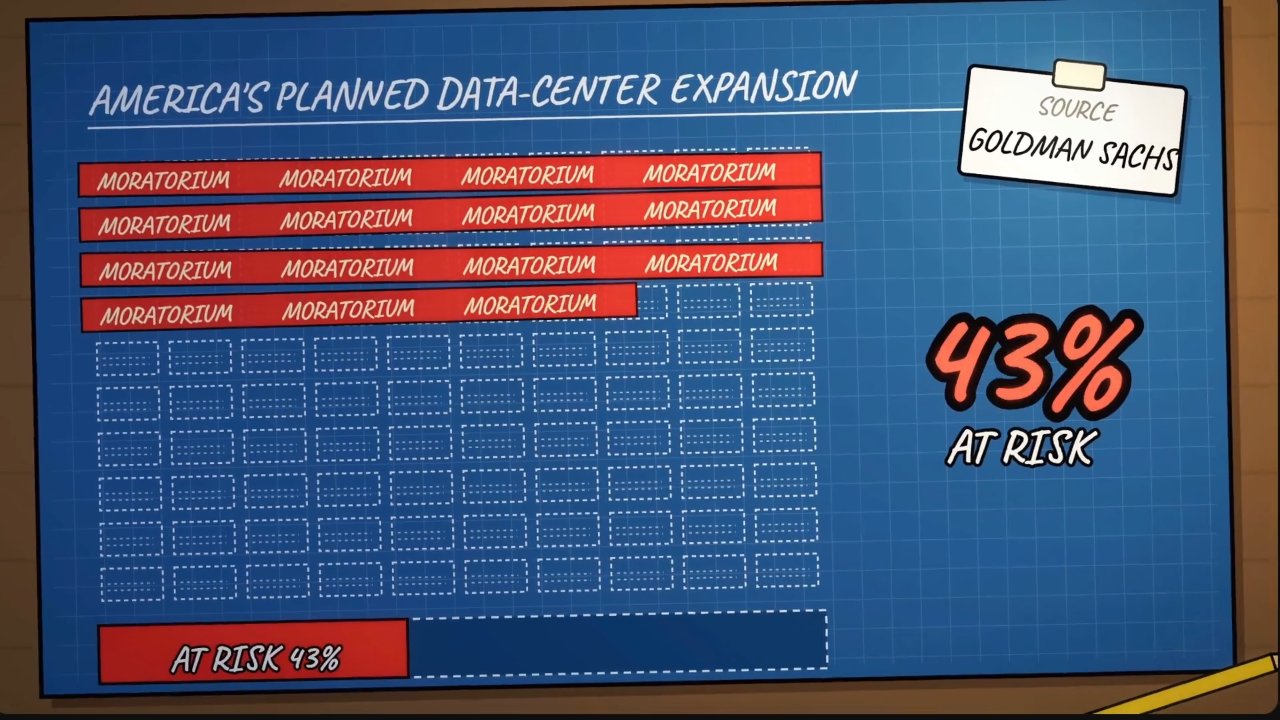 AMERICA'S PLANNED DATA-CENTER EXPANSION
SOURCE
GOLDMAN SACHS
MORATORIUM MORATORIUM MORATORIUM MORATORIUM
MORATORIUM MORATORIUM MORATORIUM MORATORIUM
MORATORIUM MORATORIUM MORATORIUM MORATORIUM
MORATORIUM MORATORIUM MORATORIUM
43%
AT RISK
AT RISK 43%